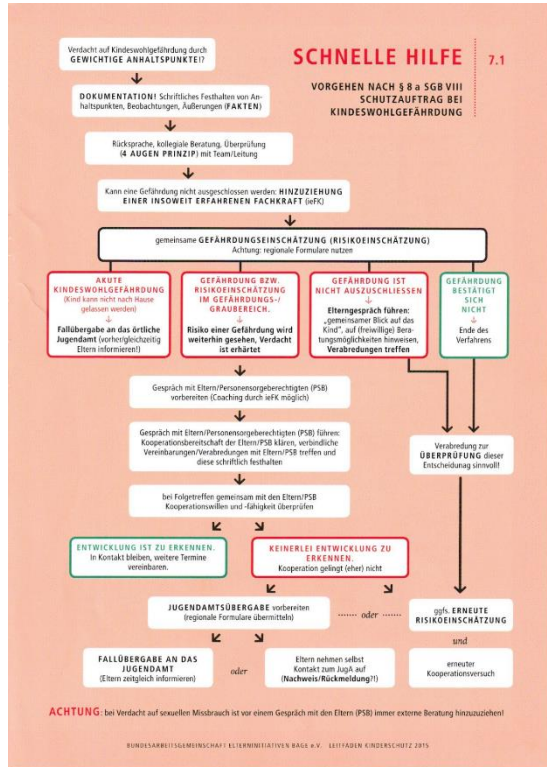 Verdacht auf Kindeswohlgefährdung durch
GEWICHTIGE ANHALTSPUNKTE!?
SCHNELLE HILFE
7.1
VORGEHEN NACH § 8 a SGB VIII
SCHUTZAUFTRAG BEI
KINDESWOHLGEFÄHRDUNG
DOKUMENTATION! Schriftliches Festhalten von An-
haltspunkten, Beobachtungen, Äußerungen (FAKTEN)
Rücksprache, kollegiale Beratung, Überprüfung
(4 AUGEN PRINZIP) mit Team/Leitung
Kann eine Gefährdung nicht ausgeschlossen werden: HINZUZIEHUNG
EINER INSOWEIT ERFAHRENEN FACHKRAFT (ieFK)
gemeinsame GEFÄHRDUNGSEINSCHÄTZUNG (RISIKOEINSCHÄTZUNG)
Achtung: regionale Formulare nutzen
AKUTE
KINDESWOHLGEFÄHRDUNG
(Kind kann nicht nach Hause
gelassen werden)
↓
Fallübergabe an das örtliche
Jugendamt (vorher/gleichzeitig
Eltern informieren!)
GEFÄHRDUNG BZW.
RISIKOEINSCHÄTZUNG
IM GEFÄHRDUNGS-/
GRAUBEREICH.
↓
Risiko einer Gefährdung wird
weiterhin gesehen, Verdacht
ist erhärtet
GEFÄHRDUNG IST
NICHT AUSZUSCHLIESSEN
↓
Elterngespräch führen:
„gemeinsamer Blick auf das
Kind", auf (freiwillige) Bera-
tungsmöglichkeiten hinweisen,
Verabredungen treffen
GEFÄHRDUNG
BESTÄTIGT
SICH
NICHT
↓
Ende des
Verfahrens
Gespräch mit Eltern/Personensorgeberechtigten (PSB)
vorbereiten (Coaching durch ieFK möglich)
Gespräch mit Eltern/Personensorgeberechtigten (PSB) führen:
Kooperationsbereitschaft der Eltern/PSB klären, verbindliche
Vereinbarungen/Verabredungen mit Eltern/PSB treffen und
diese schriftlich festhalten
Verabredung zur
ÜBERPRÜFUNG dieser
Entscheidunag sinnvoll!
bei Folgetreffen gemeinsam mit den Eltern/PSB
Kooperationswillen und -fähigkeit überprüfen
ENTWICKLUNG IST ZU ERKENNEN.
In Kontakt bleiben, weitere Termine
vereinbaren.
KEINERLEI ENTWICKLUNG ZU
ERKENNEN.
Kooperation gelingt (eher) nicht
JUGENDAMTSÜBERGABE vorbereiten
(regionale Formulare übermitteln)
oder
ggfs. ERNEUTE
RISIKOEINSCHÄTZUNG
und
erneuter
Kooperationsversuch
FALLÜBERGABE AN DAS
JUGENDAMT
(Eltern zeitgleich informieren)
oder
Eltern nehmen selbst
Kontakt zum JugA auf
(Nachweis/Rückmeldung?!)
ACHTUNG: bei Verdacht auf sexuellen Missbrauch ist vor einem Gespräch mit den Eltern (PSB) immer externe Beratung hinzuzuziehen!
BUNDESARBEITSGEMEINSCHAFT ELTERNINITIATIVEN BAGE e.V. LEITFADEN KINDERSCHUTZ 2015